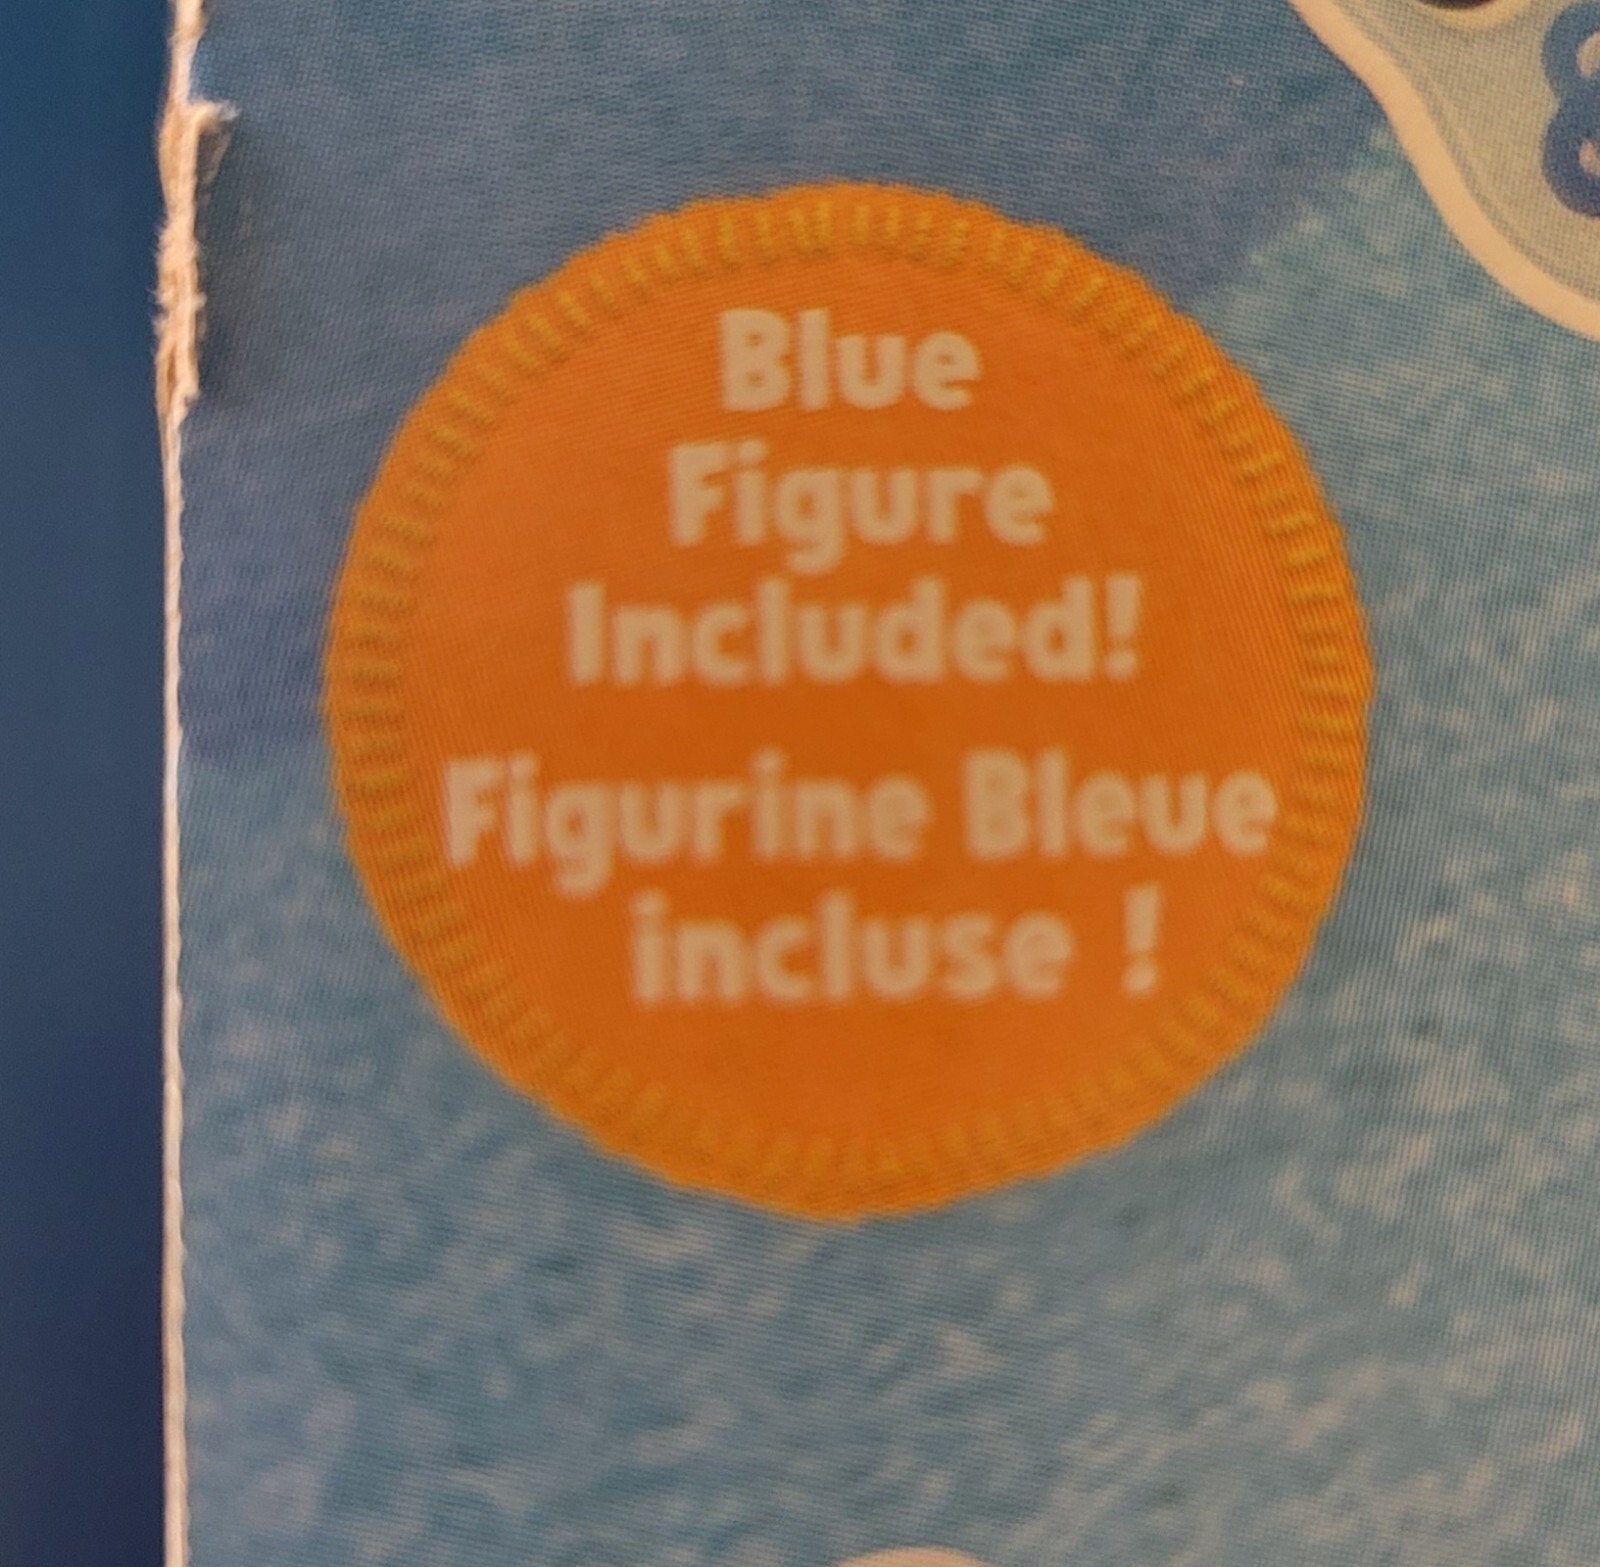 Blue
Figure
Included!
Figurine Bleue
incluse !